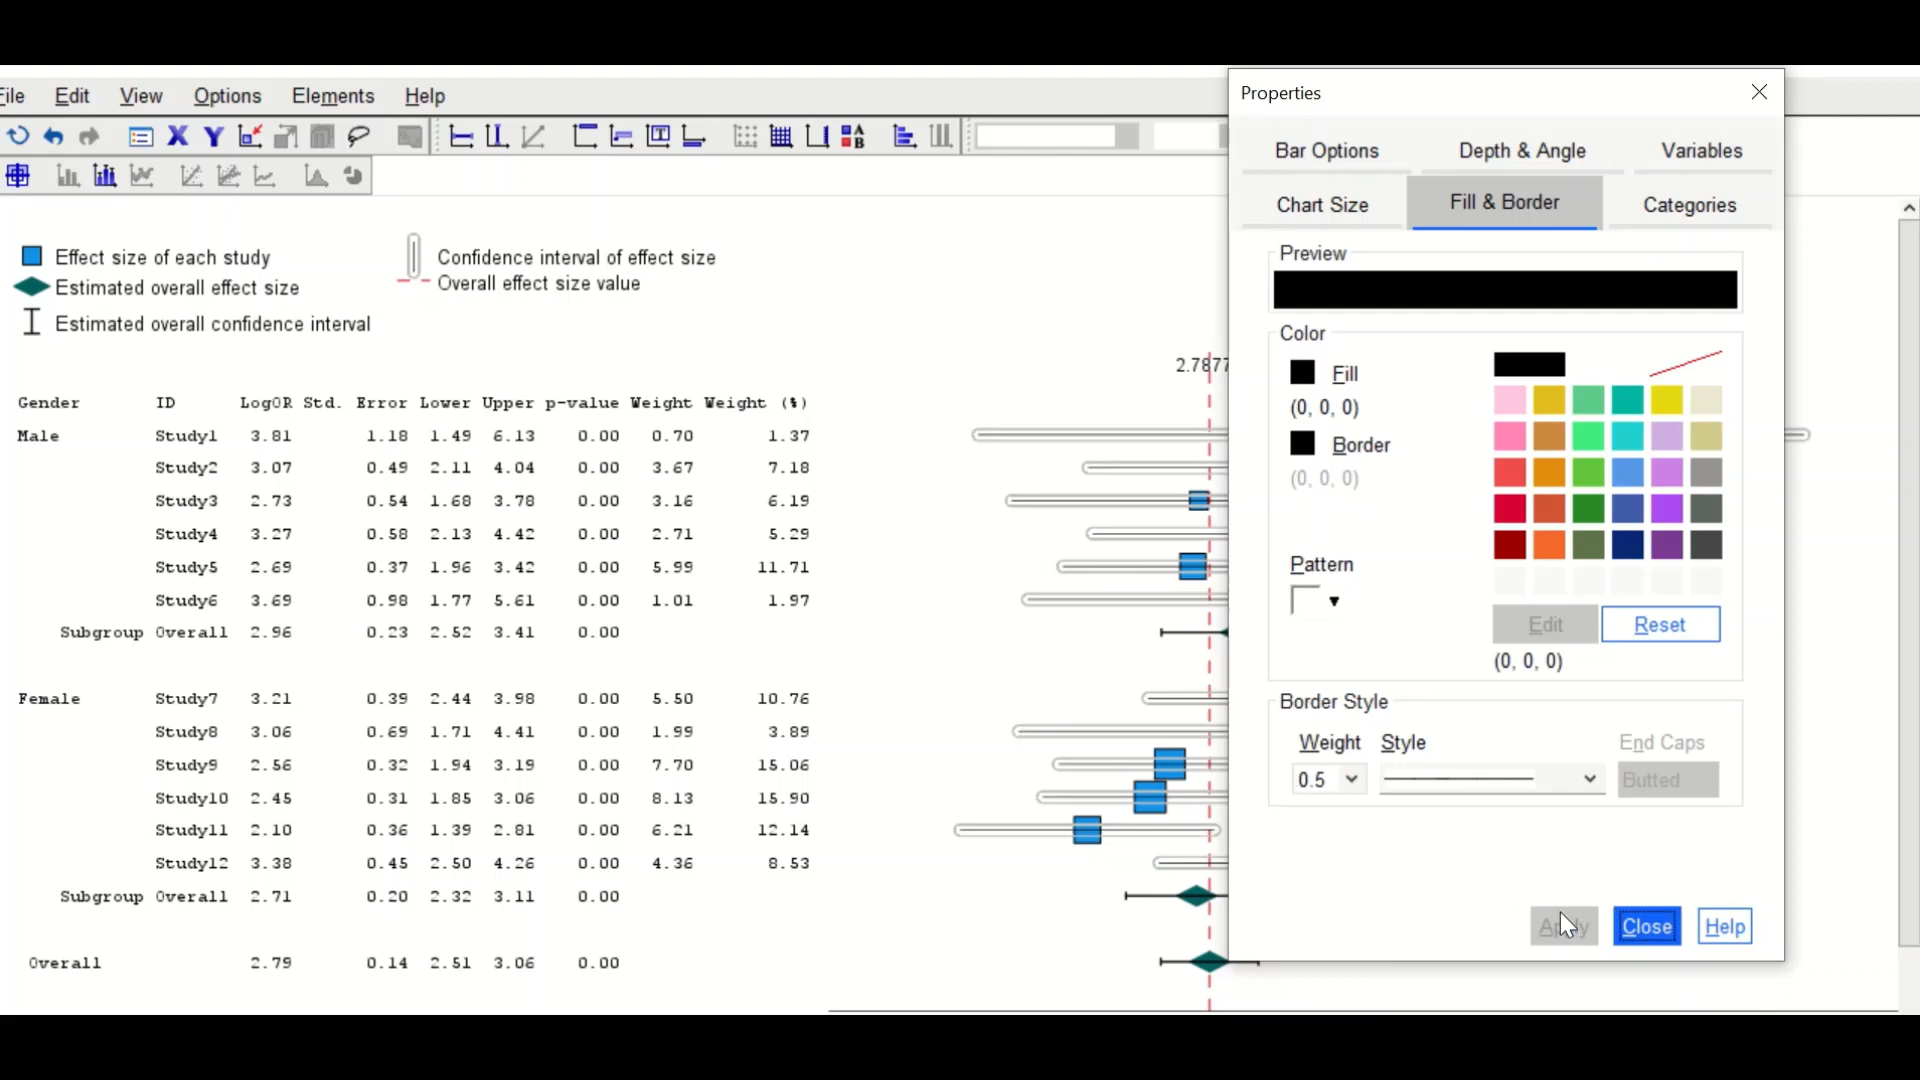 File Edit View Options Elements Help
Properties
Bar Options Depth & Angle Variables
Chart Size Fill & Border Categories
Preview
Color
Fill
(0, 0, 0)
Border
(0, 0, 0)
Pattern
Edit Reset
(0, 0, 0)
Border Style
Weight Style End Caps
0.5 Butted
Apply Close Help
Effect size of each study
Confidence interval of effect size
Estimated overall effect size
Overall effect size value
Estimated overall confidence interval
2.7877
Gender ID LogOR Std. Error Lower Upper p-value Weight Weight (%)
Male Study1 3.81 1.18 1.49 6.13 0.00 0.70 1.37
Study2 3.07 0.49 2.11 4.04 0.00 3.67 7.18
Study3 2.73 0.54 1.68 3.78 0.00 3.16 6.19
Study4 3.27 0.58 2.13 4.42 0.00 2.71 5.29
Study5 2.69 0.37 1.96 3.42 0.00 5.99 11.71
Study6 3.69 0.98 1.77 5.61 0.00 1.01 1.97
Subgroup Overall 2.96 0.23 2.52 3.41 0.00
Female Study7 3.21 0.39 2.44 3.98 0.00 5.50 10.76
Study8 3.06 0.69 1.71 4.41 0.00 1.99 3.89
Study9 2.56 0.32 1.94 3.19 0.00 7.70 15.06
Study10 2.45 0.31 1.85 3.06 0.00 8.13 15.90
Study11 2.10 0.36 1.39 2.81 0.00 6.21 12.14
Study12 3.38 0.45 2.50 4.26 0.00 4.36 8.53
Subgroup Overall 2.71 0.20 2.32 3.11 0.00
Overall 2.79 0.14 2.51 3.06 0.00